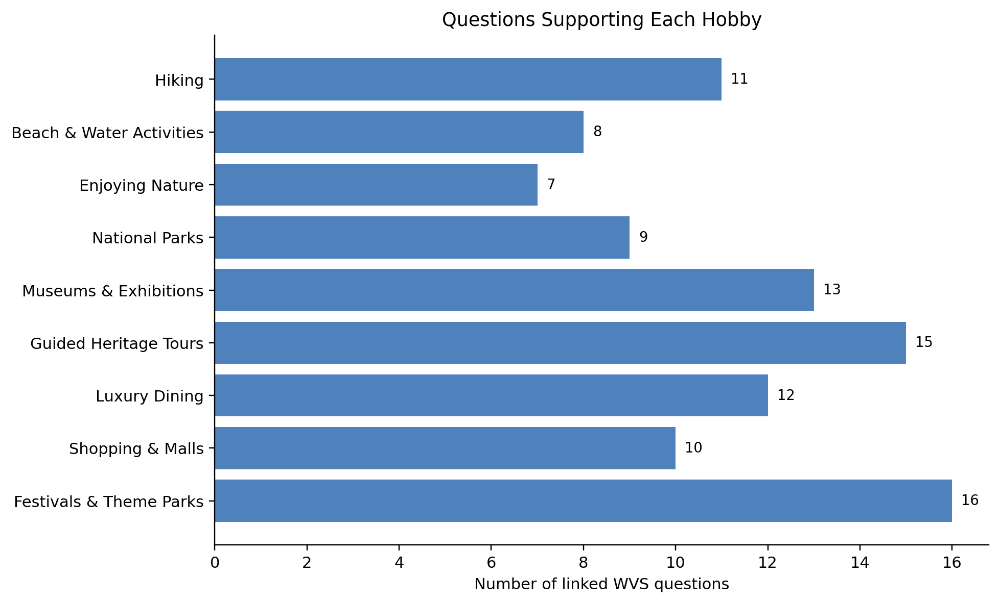 Questions Supporting Each Hobby
Hiking
11
Beach & Water Activities
8
Enjoying Nature
7
National Parks
9
Museums & Exhibitions
13
Guided Heritage Tours
15
Luxury Dining
12
Shopping & Malls
10
Festivals & Theme Parks
16
0 2 4 6 8 10 12 14 16
Number of linked WVS questions